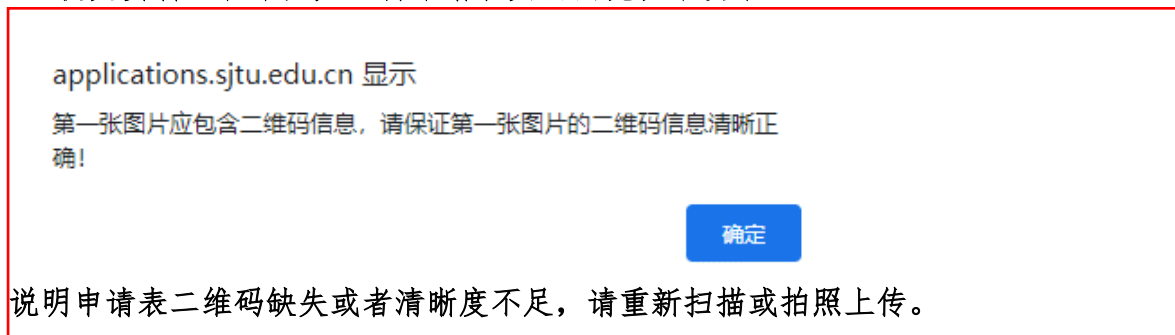 applications.sjtu.edu.cn 显示
第一张图片应包含二维码信息，请保证第一张图片的二维码信息清晰正
确！
确定
说明申请表二维码缺失或者清晰度不足，请重新扫描或拍照上传。